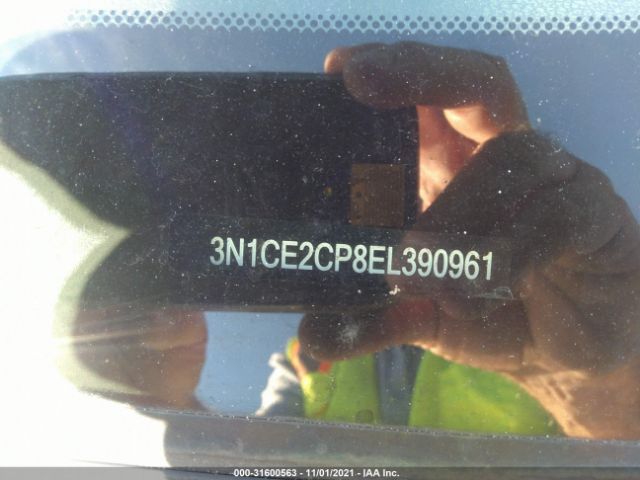 3N1CE2CP8EL390961
000-31600563 - 11/01/2021 - IAA Inc.